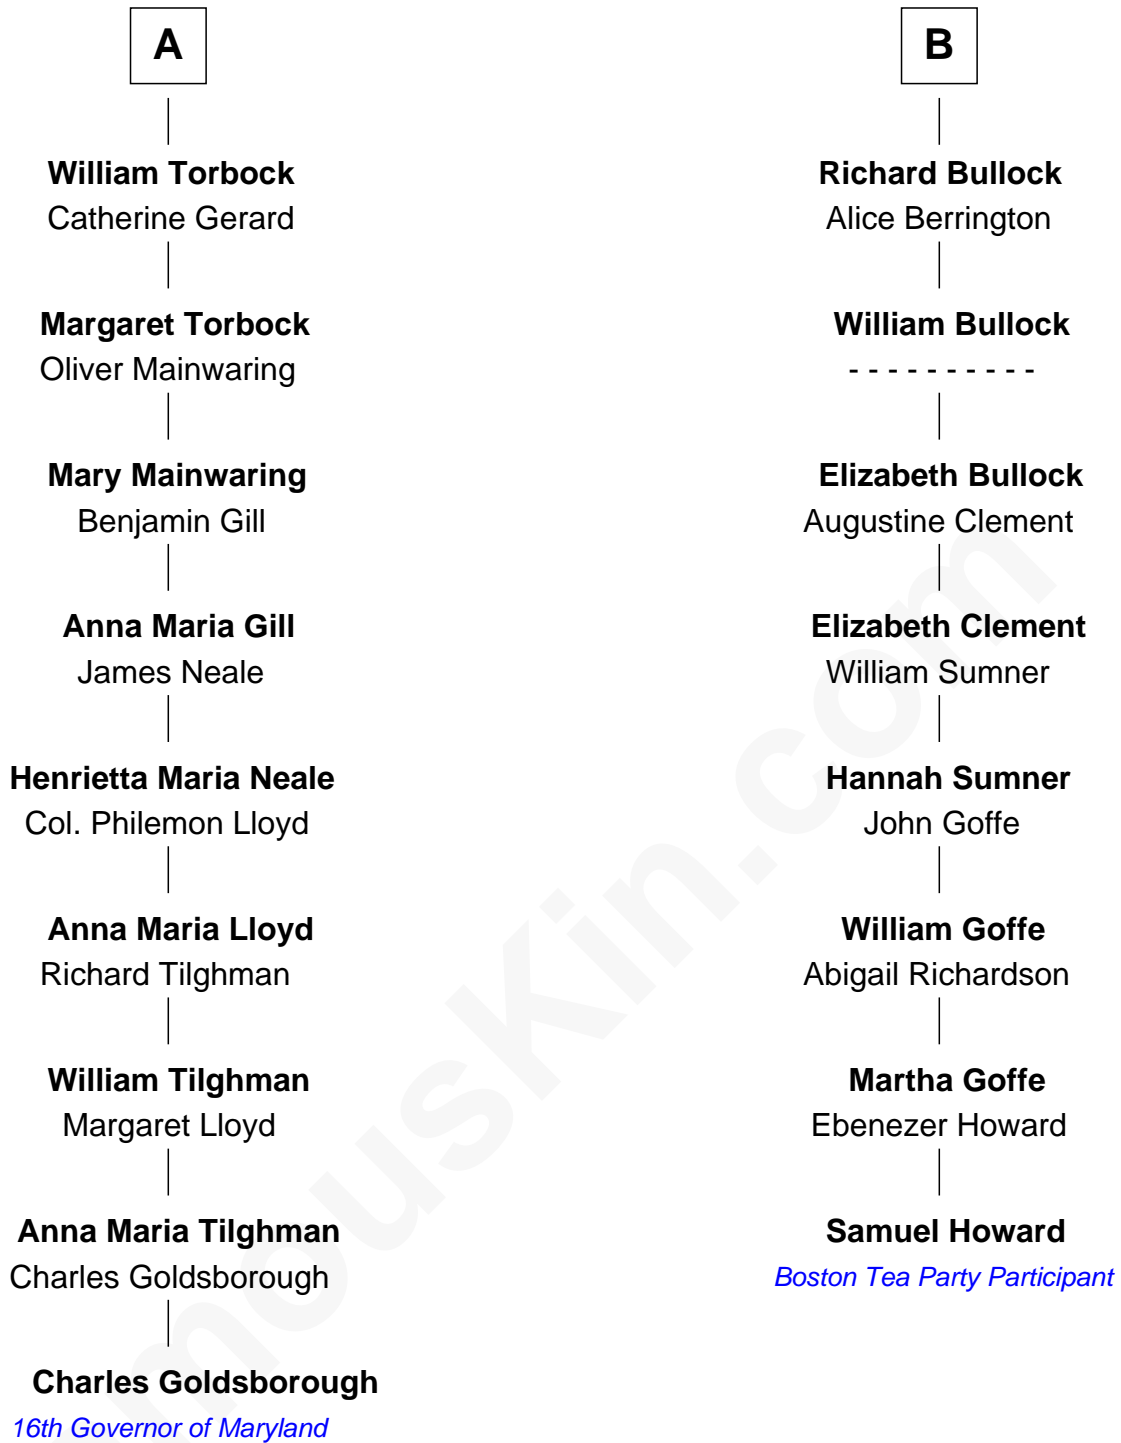 A
William Torbock
Catherine Gerard
Margaret Torbock
Oliver Mainwaring
Mary Mainwaring
Benjamin Gill
Anna Maria Gill
James Neale
Henrietta Maria Neale
Col. Philemon Lloyd
Anna Maria Lloyd
Richard Tilghman
William Tilghman
Margaret Lloyd
Anna Maria Tilghman
Charles Goldsborough
Charles Goldsborough
16th Governor of Maryland
B
Richard Bullock
Alice Berrington
William Bullock
- - - - - - - - - -
Elizabeth Bullock
Augustine Clement
Elizabeth Clement
William Sumner
Hannah Sumner
John Goffe
William Goffe
Abigail Richardson
Martha Goffe
Ebenezer Howard
Samuel Howard
Boston Tea Party Participant
mouskin.com